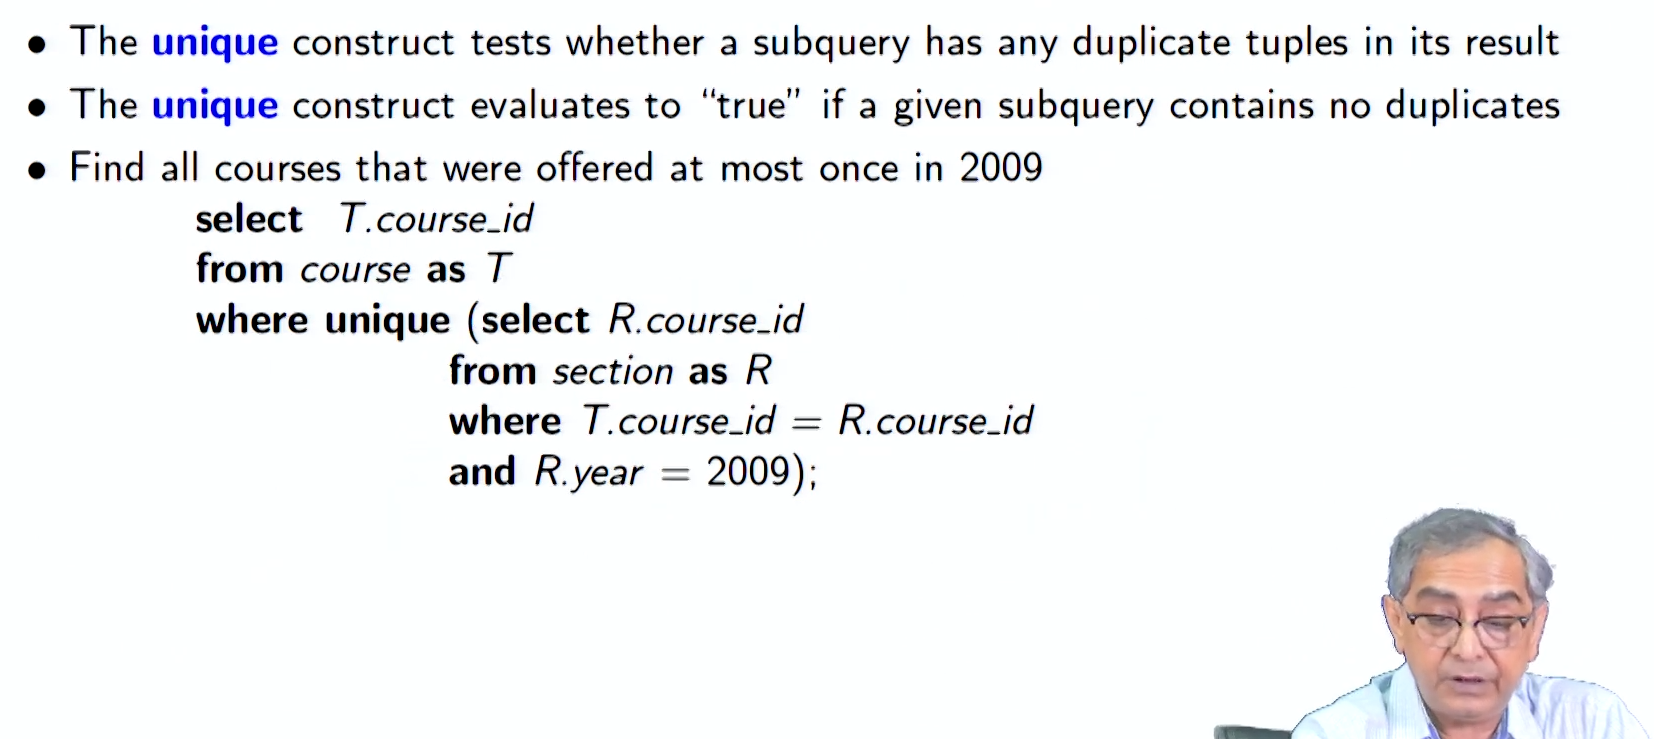 • The unique construct tests whether a subquery has any duplicate tuples in its result
• The unique construct evaluates to “true” if a given subquery contains no duplicates
• Find all courses that were offered at most once in 2009
select T.course_id
from course as T
where unique (select R.course_id
from section as R
where T.course_id = R.course_id
and R.year = 2009);